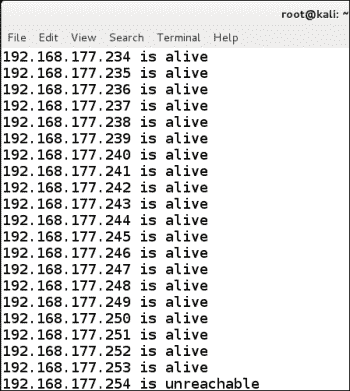 root@kali: ~
File Edit View Search Terminal Help
192.168.177.234 is alive
192.168.177.235 is alive
192.168.177.236 is alive
192.168.177.237 is alive
192.168.177.238 is alive
192.168.177.239 is alive
192.168.177.240 is alive
192.168.177.241 is alive
192.168.177.242 is alive
192.168.177.243 is alive
192.168.177.244 is alive
192.168.177.245 is alive
192.168.177.246 is alive
192.168.177.247 is alive
192.168.177.248 is alive
192.168.177.249 is alive
192.168.177.250 is alive
192.168.177.251 is alive
192.168.177.252 is alive
192.168.177.253 is alive
192.168.177.254 is unreachable